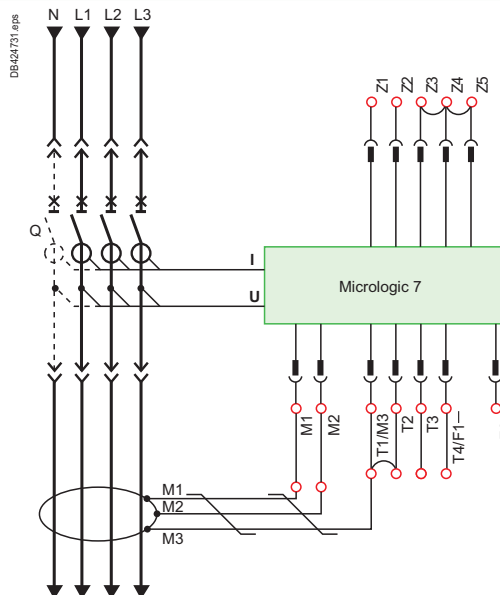 DB424731.eps
N L1 L2 L3
Z1 Z2 Z3 Z4 Z5
Q
I
U
Micrologic 7
M1 M2 T1/M3 T2 T3 T4/F1—
M1
M2
M3